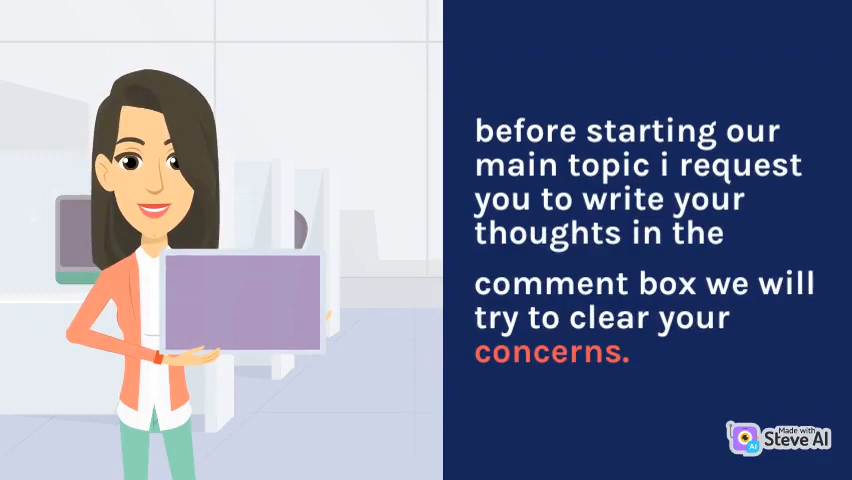 before starting our
main topic i request
you to write your
thoughts in the
comment box we will
try to clear your
concerns.
Made with
Steve AI
AI